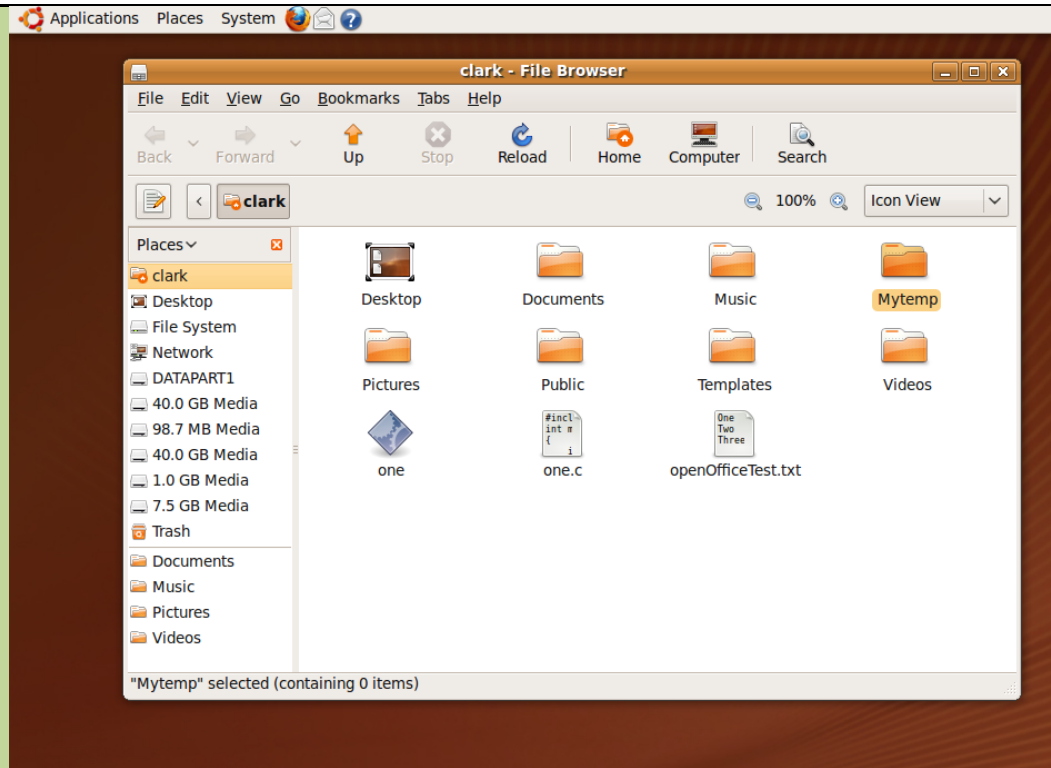 Applications Places System
clark - File Browser
File Edit View Go Bookmarks Tabs Help
Back Forward Up Stop Reload Home Computer Search
clark 100% Icon View
Places
clark
Desktop
File System
Network
DATAPART1
40.0 GB Media
98.7 MB Media
40.0 GB Media
1.0 GB Media
7.5 GB Media
Trash
Documents
Music
Pictures
Videos
Desktop Documents Music Mytemp
Pictures Public Templates Videos
#incl
int m
{
i
One
Two
Three
one one.c openOfficeTest.txt
"Mytemp" selected (containing 0 items)